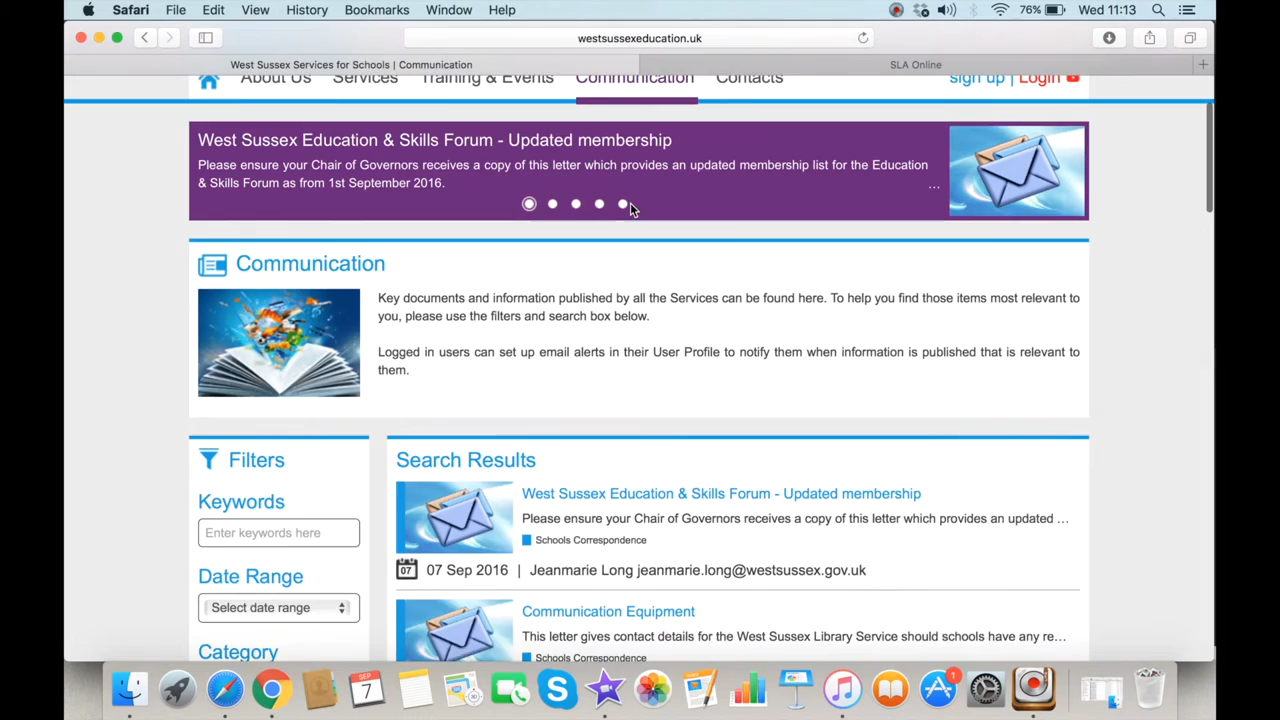 Safari File Edit View History Bookmarks Window Help 76% Wed 11:13
westsussexeducation.uk
West Sussex Services for Schools | Communication SLA Online
About Us Services Training & Events Communication Contacts sign up | Login
West Sussex Education & Skills Forum - Updated membership
Please ensure your Chair of Governors receives a copy of this letter which provides an updated membership list for the Education
& Skills Forum as from 1st September 2016.
...
Communication
Key documents and information published by all the Services can be found here. To help you find those items most relevant to
you, please use the filters and search box below.
Logged in users can set up email alerts in their User Profile to notify them when information is published that is relevant to
them.
Filters
Keywords
Enter keywords here
Date Range
Select date range
Category
Search Results
West Sussex Education & Skills Forum - Updated membership
Please ensure your Chair of Governors receives a copy of this letter which provides an updated ...
Schools Correspondence
07 07 Sep 2016 | Jeanmarie Long jeanmarie.long@westsussex.gov.uk
Communication Equipment
This letter gives contact details for the West Sussex Library Service should schools have any re...
Schools Correspondence
SEP
7
1